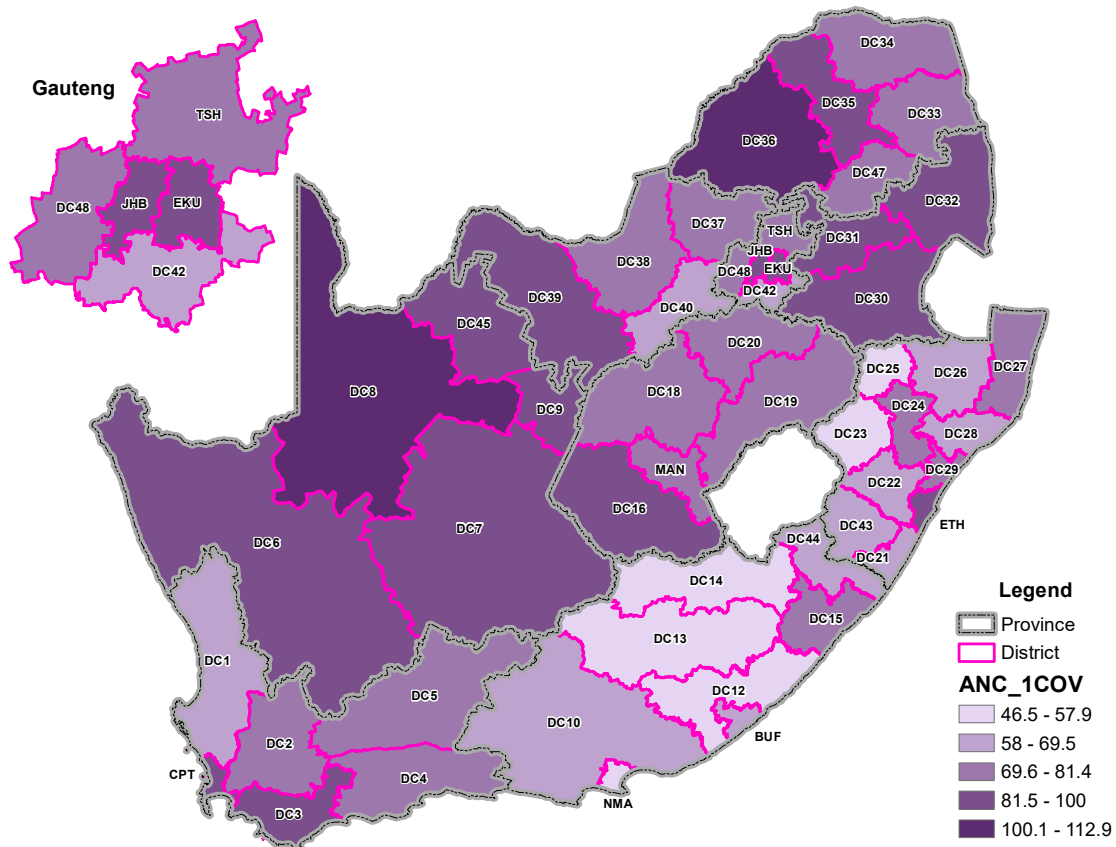 Gauteng
TSH
DC48
JHB
EKU
DC42
DC34
DC35
DC33
DC36
DC47
DC32
DC37
TSH
DC31
JHB
DC48
EKU
DC42
DC38
DC39
DC30
DC40
DC45
DC20
DC25
DC26
DC27
DC8
DC18
DC19
DC24
DC9
DC23
DC28
MAN
DC29
DC22
DC16
ETH
DC43
DC7
DC44
DC21
DC6
DC14
DC15
DC13
DC1
DC12
DC5
DC10
DC2
BUF
CPT
DC4
NMA
DC3
Legend
Province
District
ANC_1COV
46.5 - 57.9
58 - 69.5
69.6 - 81.4
81.5 - 100
100.1 - 112.9